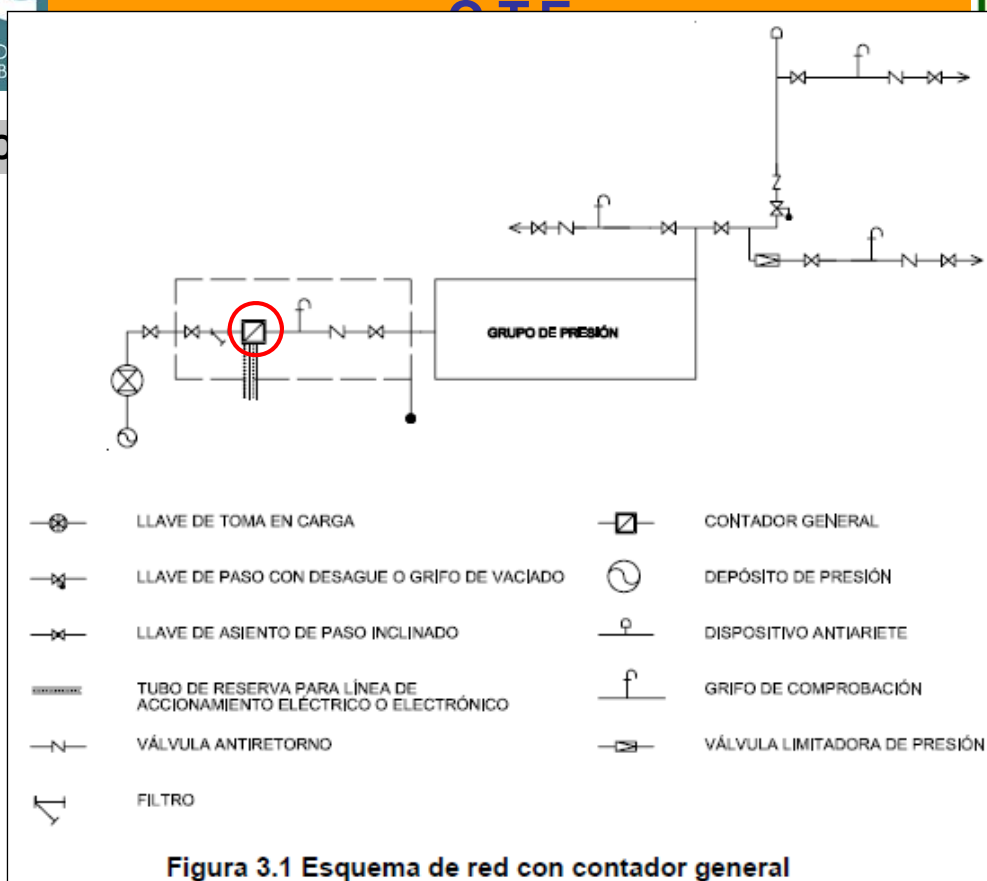 GRUPO DE PRESIÓN
LLAVE DE TOMA EN CARGA
LLAVE DE PASO CON DESAGUE O GRIFO DE VACIADO
LLAVE DE ASIENTO DE PASO INCLINADO
TUBO DE RESERVA PARA LÍNEA DE
ACCIONAMIENTO ELÉCTRICO O ELECTRÓNICO
VÁLVULA ANTIRETORNO
FILTRO
CONTADOR GENERAL
DEPÓSITO DE PRESIÓN
DISPOSITIVO ANTIARIETE
GRIFO DE COMPROBACIÓN
VÁLVULA LIMITADORA DE PRESIÓN
Figura 3.1 Esquema de red con contador general